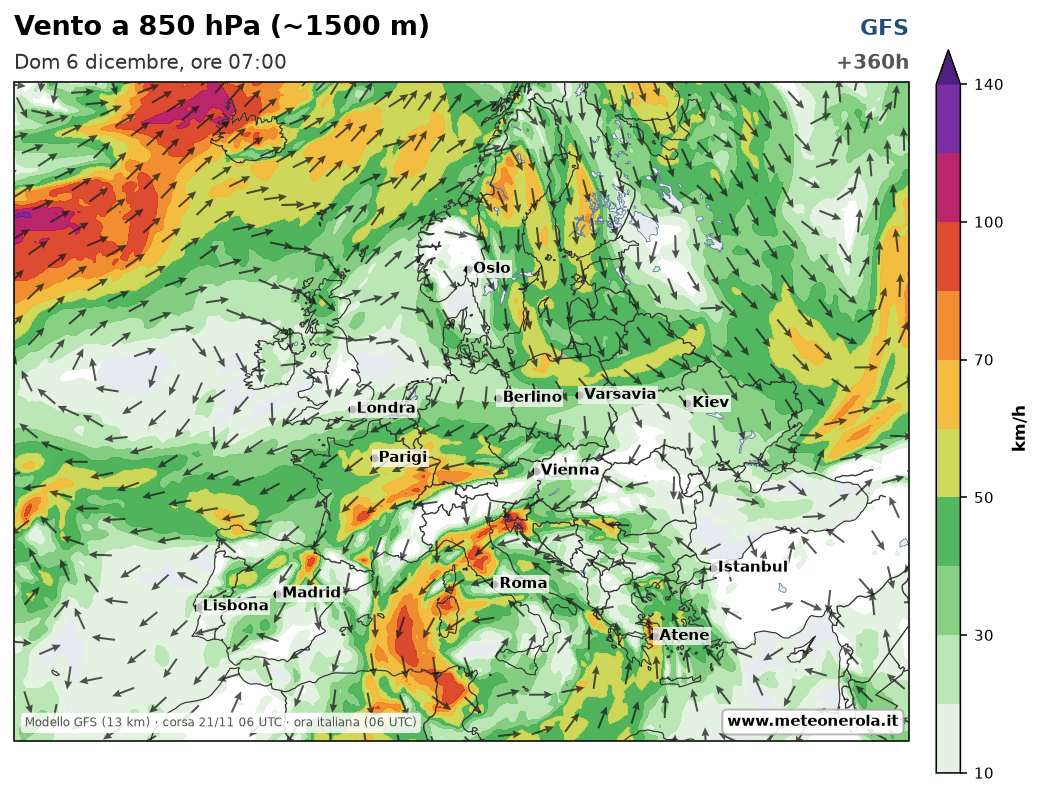 Vento a 850 hPa (~1500 m)
GFS
Dom 6 dicembre, ore 07:00
+360h
140
100
70
50
30
10
km/h
Oslo
Londra
Berlino
Varsavia
Kiev
Parigi
Vienna
Istanbul
Roma
Madrid
Lisbona
Atene
Modello GFS (13 km) · corsa 21/11 06 UTC · ora italiana (06 UTC)
www.meteonerola.it